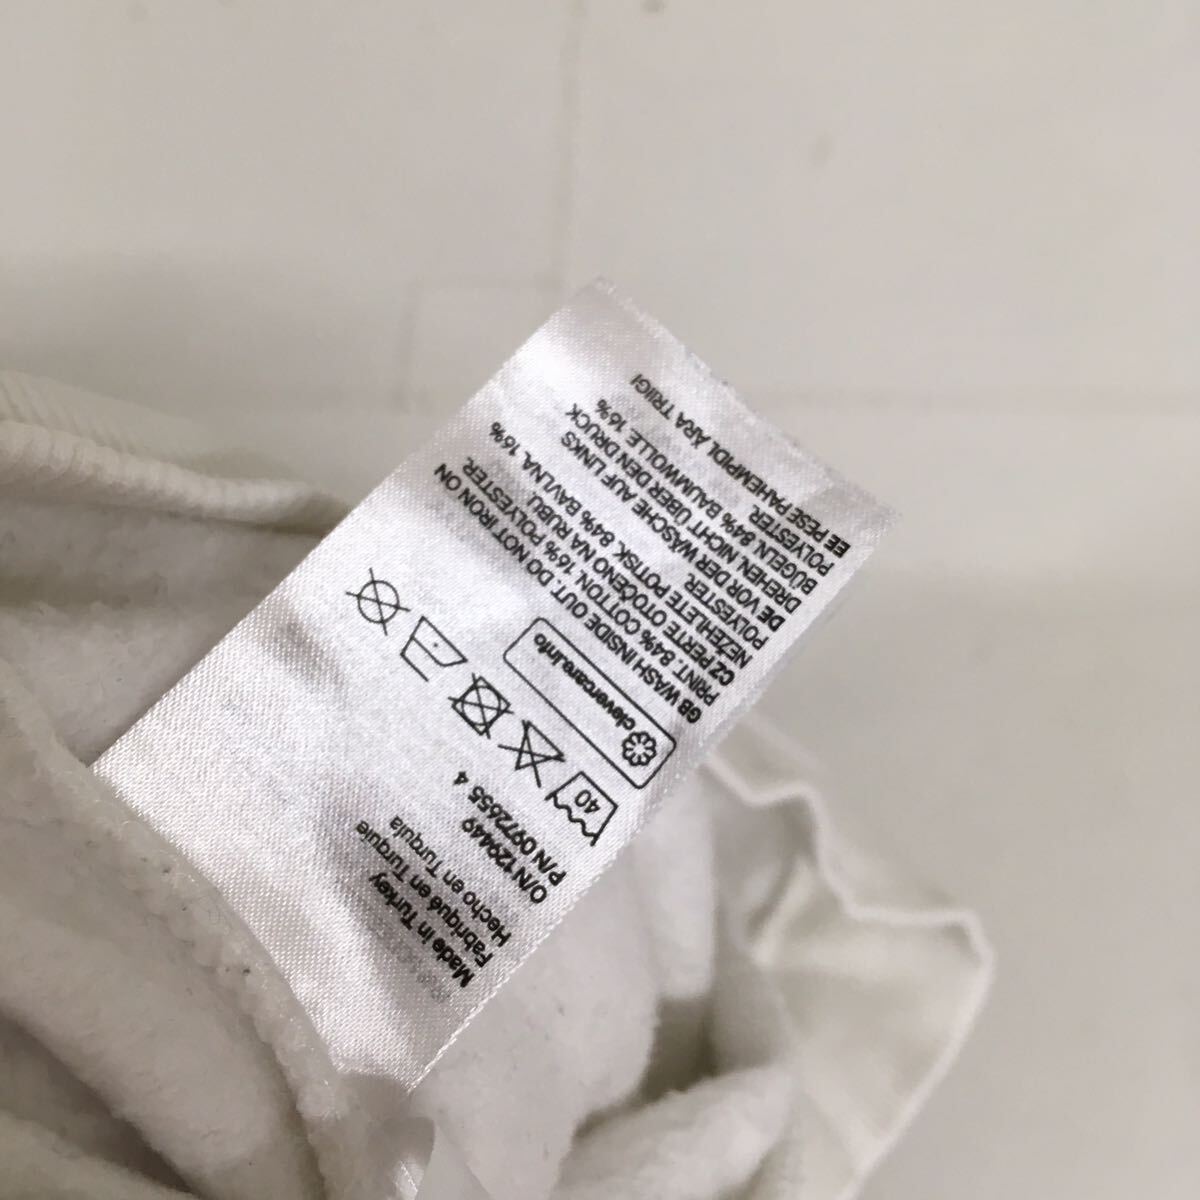 Made in Turkey
Fabriqué en Turquie
Hecho en Turquía
O/N 129449
P/N 0972655. 4
40
clevercare.info
GB WASH INSIDE OUT. DO NOT IRON ON
PRINT. 84% COTTON, 16% POLYESTER.
CZ PERTE OTOČENO NA RUBU.
NEŽEHLETE POTISK. 84% BAVLNA, 16%
POLYESTER.
DE VOR DER WÄSCHE AUF LINKS
DREHEN. NICHT ÜBER DEN DRUCK
BÜGELN. 84% BAUMWOLLE, 16%
POLYESTER.
EE PESE PAHEMPIDI. ÄRA TRIIGI